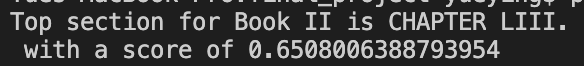 Top section for Book II is CHAPTER LIII.
with a score of 0.6508006388793954